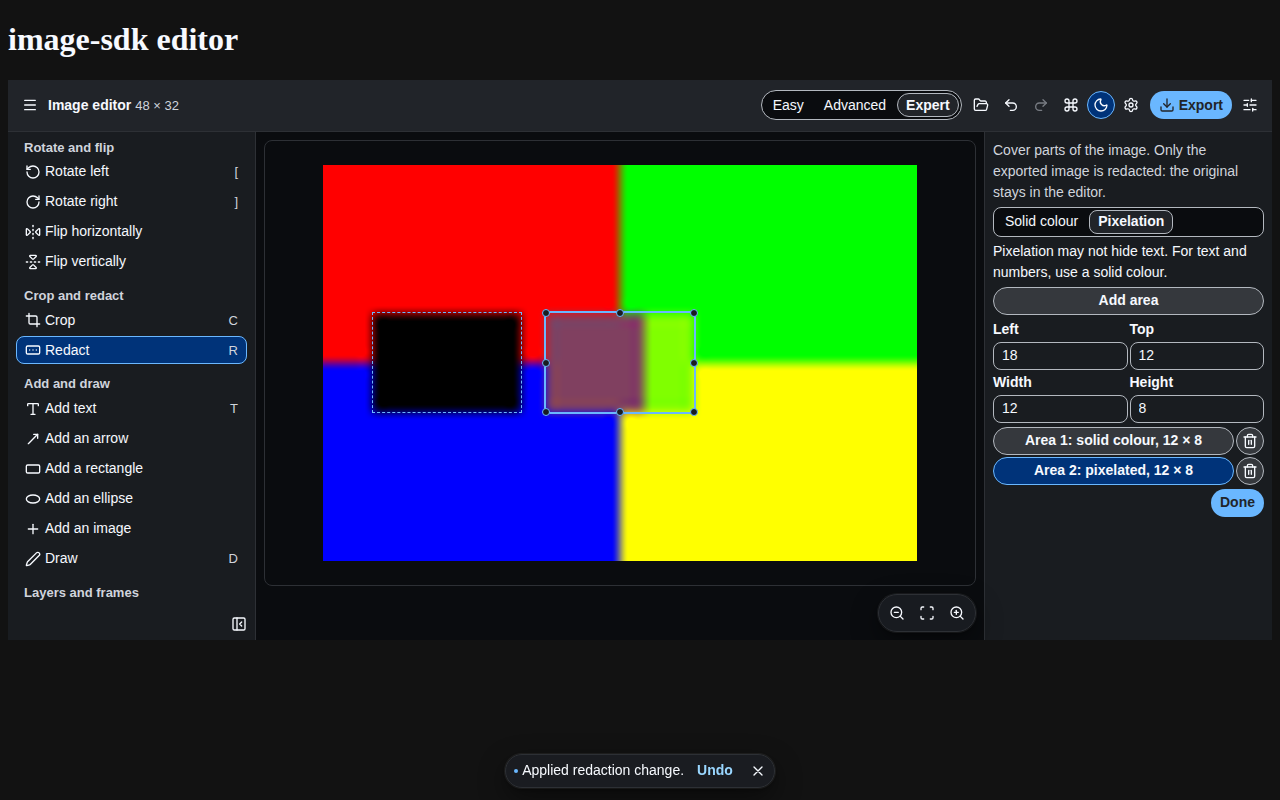 image-sdk editor
Image editor 48 × 32
Easy Advanced Expert
Export
Rotate and flip
Rotate left [
Rotate right ]
Flip horizontally
Flip vertically
Crop and redact
Crop C
Redact R
Add and draw
Add text T
Add an arrow
Add a rectangle
Add an ellipse
Add an image
Draw D
Layers and frames
Cover parts of the image. Only the
exported image is redacted: the original
stays in the editor.
Solid colour Pixelation
Pixelation may not hide text. For text and
numbers, use a solid colour.
Add area
Left Top
18 12
Width Height
12 8
Area 1: solid colour, 12 × 8
Area 2: pixelated, 12 × 8
Done
Applied redaction change. Undo